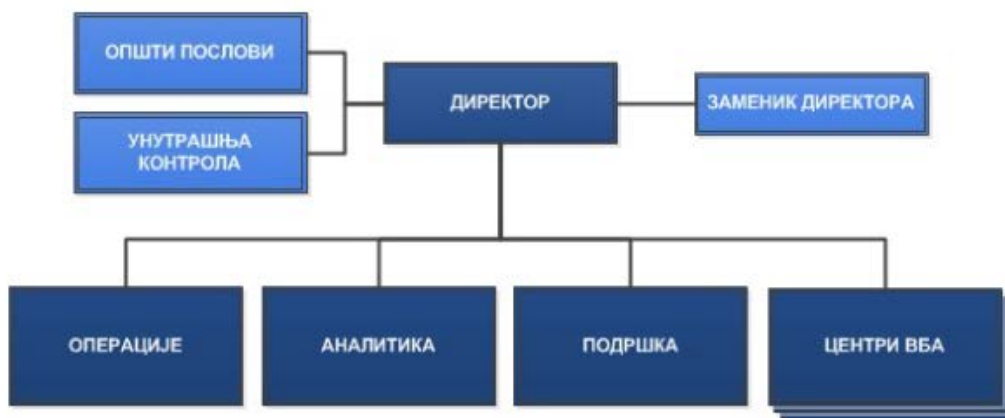 ОПШТИ ПОСЛОВИ
ДИРЕКТОР
ЗАМЕНИК ДИРЕКТОРА
УНУТРАШЊА
КОНТРОЛА
ОПЕРАЦИЈЕ
АНАЛИТИКА
ПОДРШКА
ЦЕНТРИ ВБА